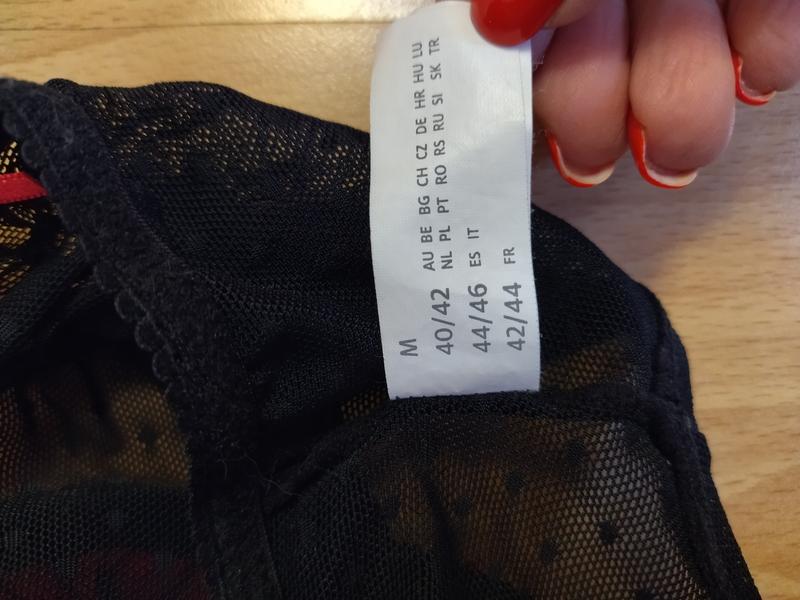 M
40/42 AU BE BG CH CZ DE HR HU LU
NL PL PT RO RS RU SI SK TR
44/46 ES IT
42/44 FR